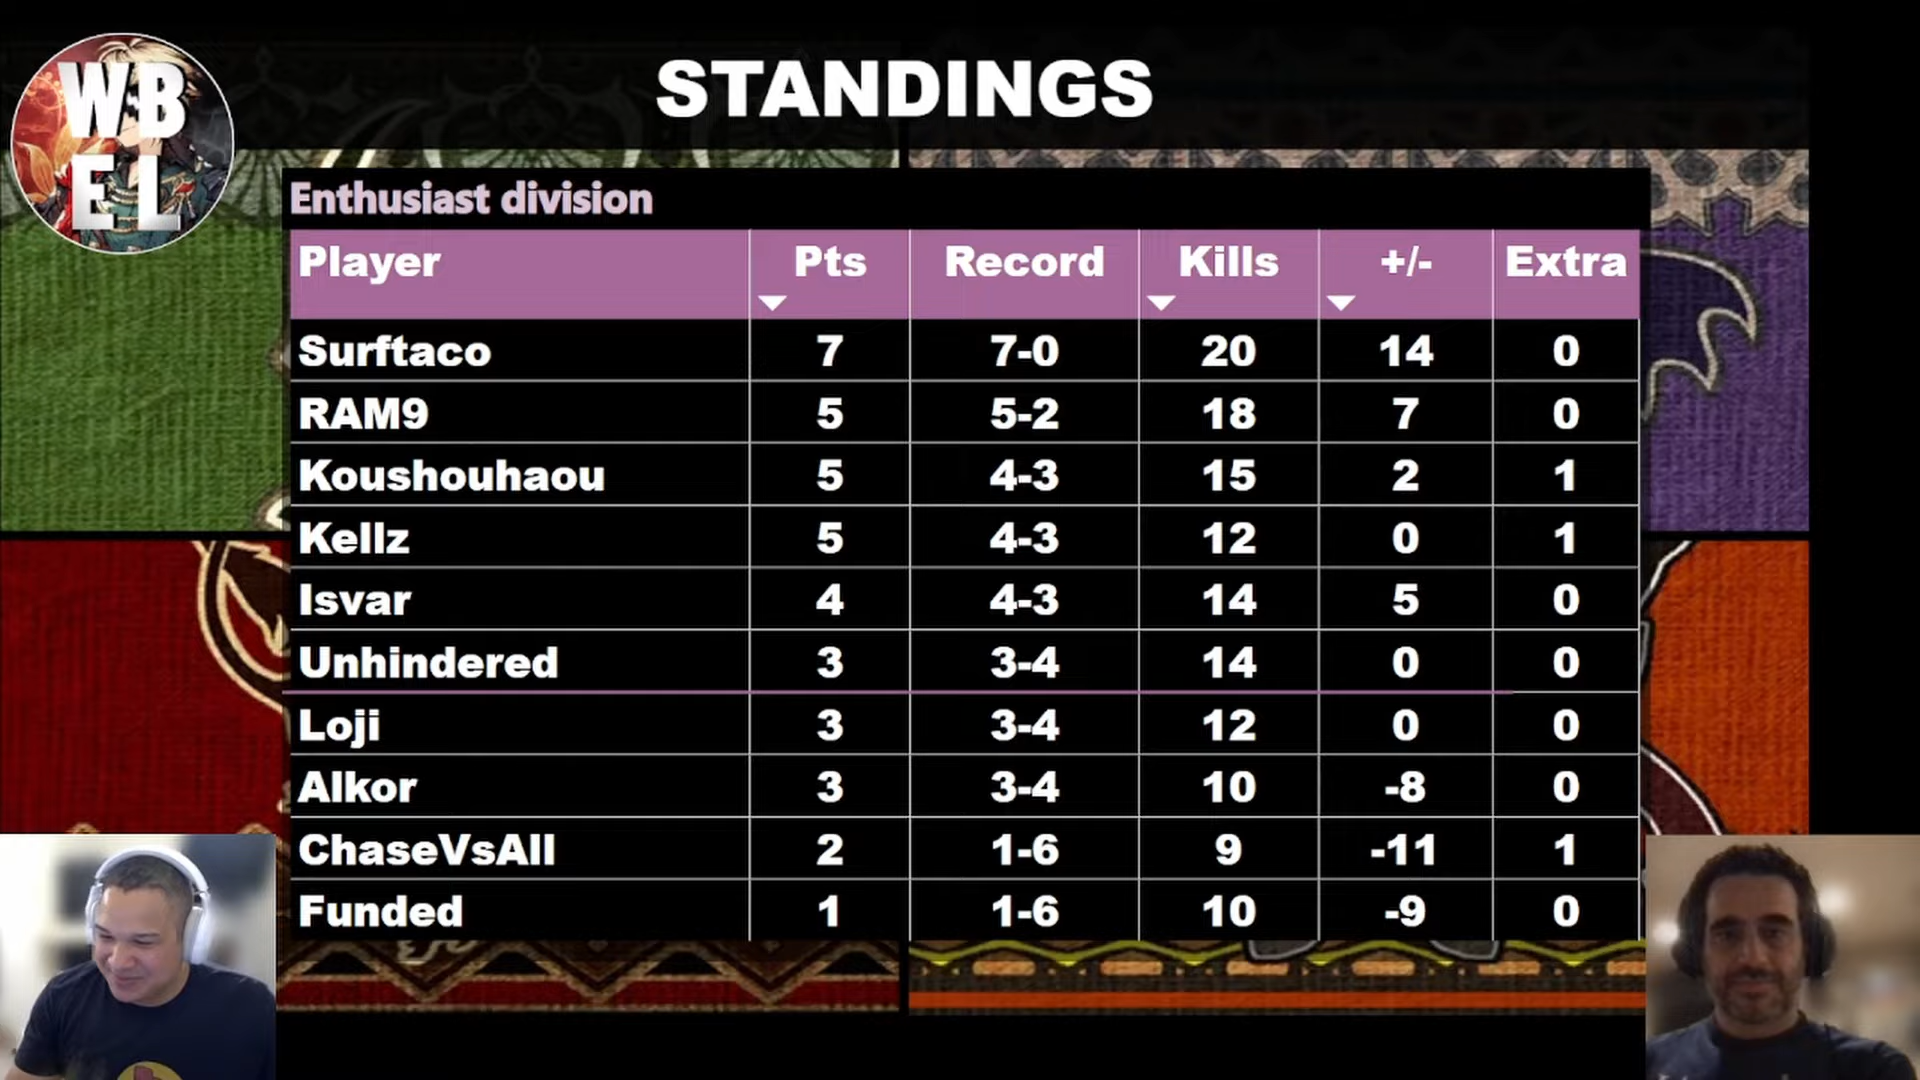 WB
EL
STANDINGS
Enthusiast division
Player Pts Record Kills +/- Extra
Surftaco 7 7-0 20 14 0
RAM9 5 5-2 18 7 0
Koushouhaou 5 4-3 15 2 1
Kellz 5 4-3 12 0 1
Isvar 4 4-3 14 5 0
Unhindered 3 3-4 14 0 0
Loji 3 3-4 12 0 0
Alkor 3 3-4 10 -8 0
ChaseVsAll 2 1-6 9 -11 1
Funded 1 1-6 10 -9 0